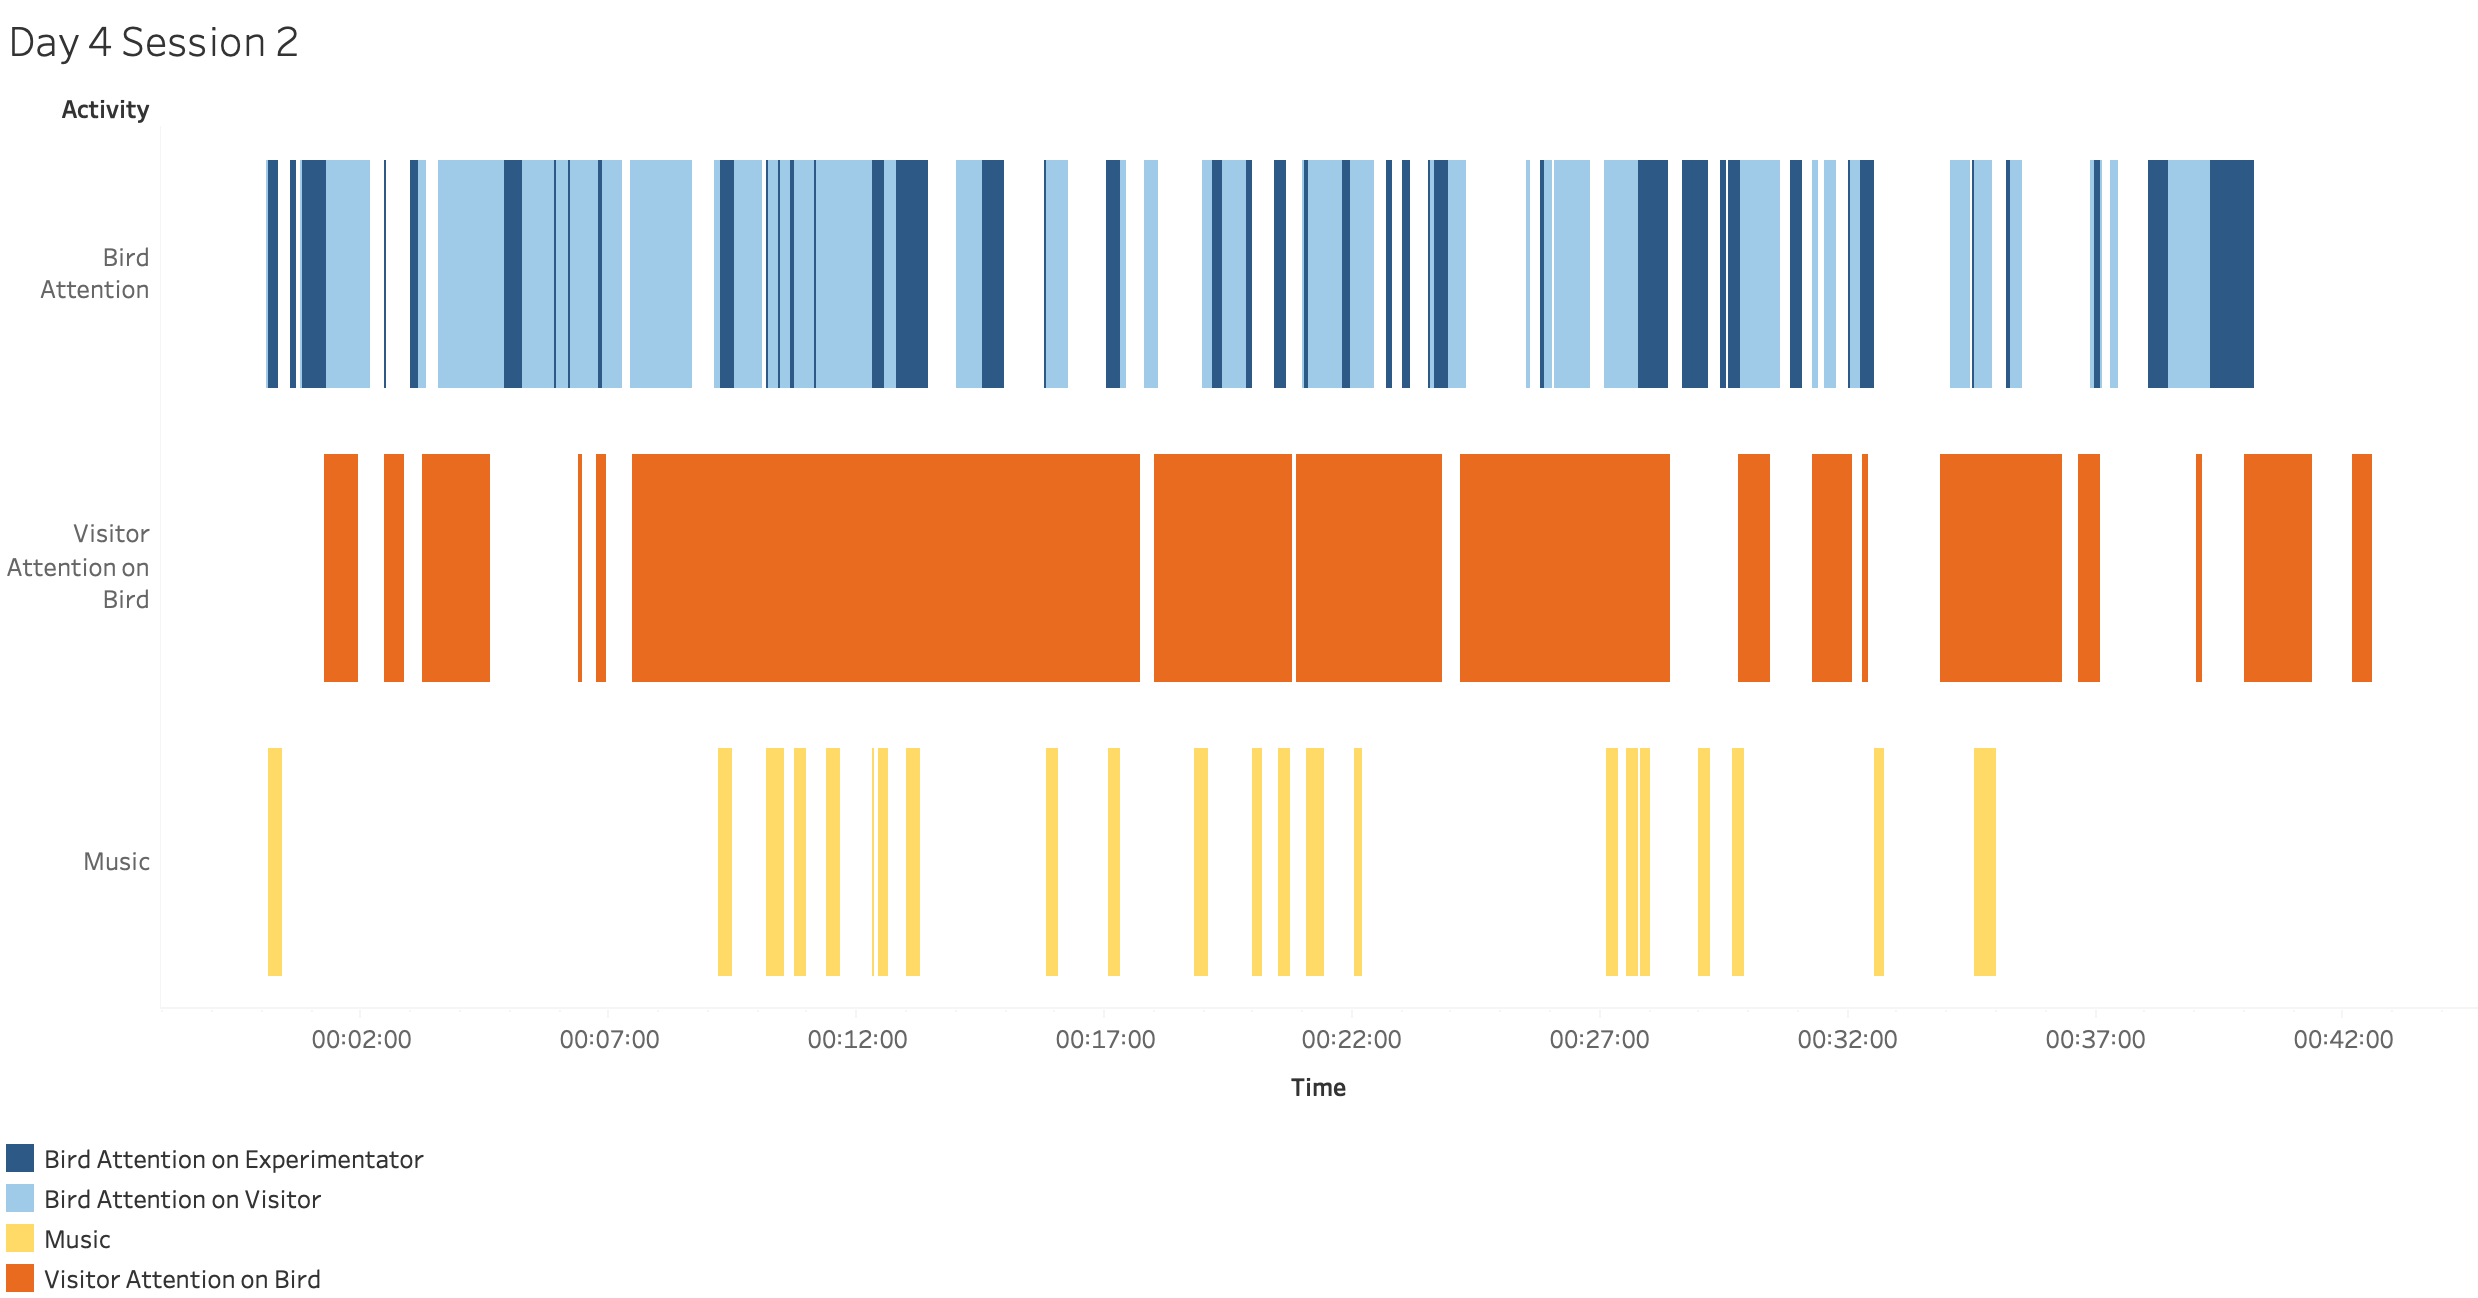 Day 4 Session 2
Activity
Bird
Attention
Visitor
Attention on
Bird
Music
00:02:00 00:07:00 00:12:00 00:17:00 00:22:00 00:27:00 00:32:00 00:37:00 00:42:00
Time
Bird Attention on Experimentator
Bird Attention on Visitor
Music
Visitor Attention on Bird